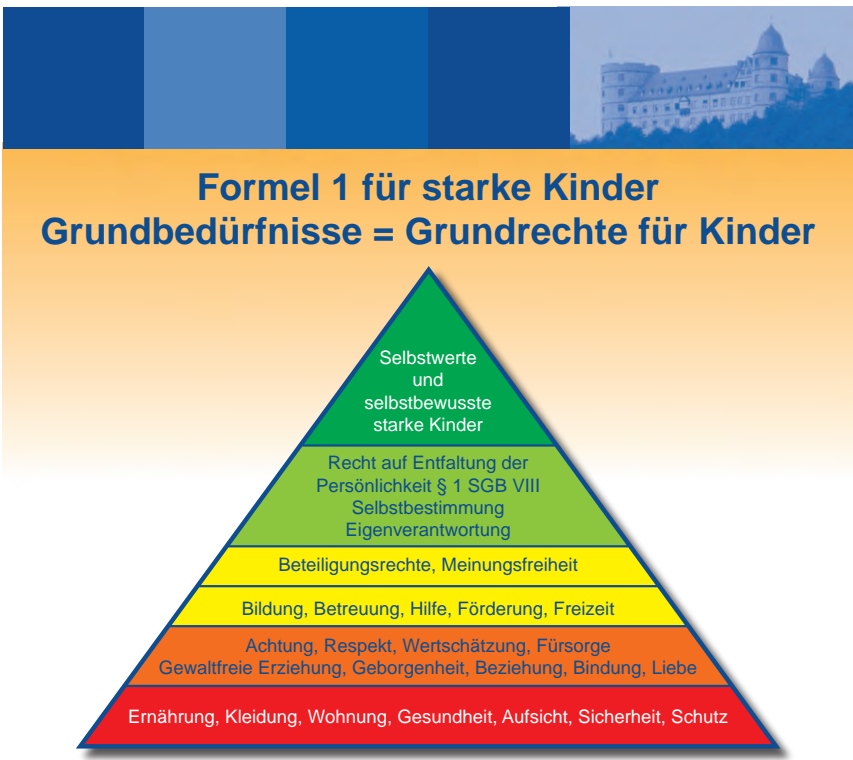 Formel 1 für starke Kinder
Grundbedürfnisse = Grundrechte für Kinder
Selbstwerte
und
selbstbewusste
starke Kinder
Recht auf Entfaltung der
Persönlichkeit § 1 SGB VIII
Selbstbestimmung
Eigenverantwortung
Beteiligungsrechte, Meinungsfreiheit
Bildung, Betreuung, Hilfe, Förderung, Freizeit
Achtung, Respekt, Wertschätzung, Fürsorge
Gewaltfreie Erziehung, Geborgenheit, Beziehung, Bindung, Liebe
Ernährung, Kleidung, Wohnung, Gesundheit, Aufsicht, Sicherheit, Schutz